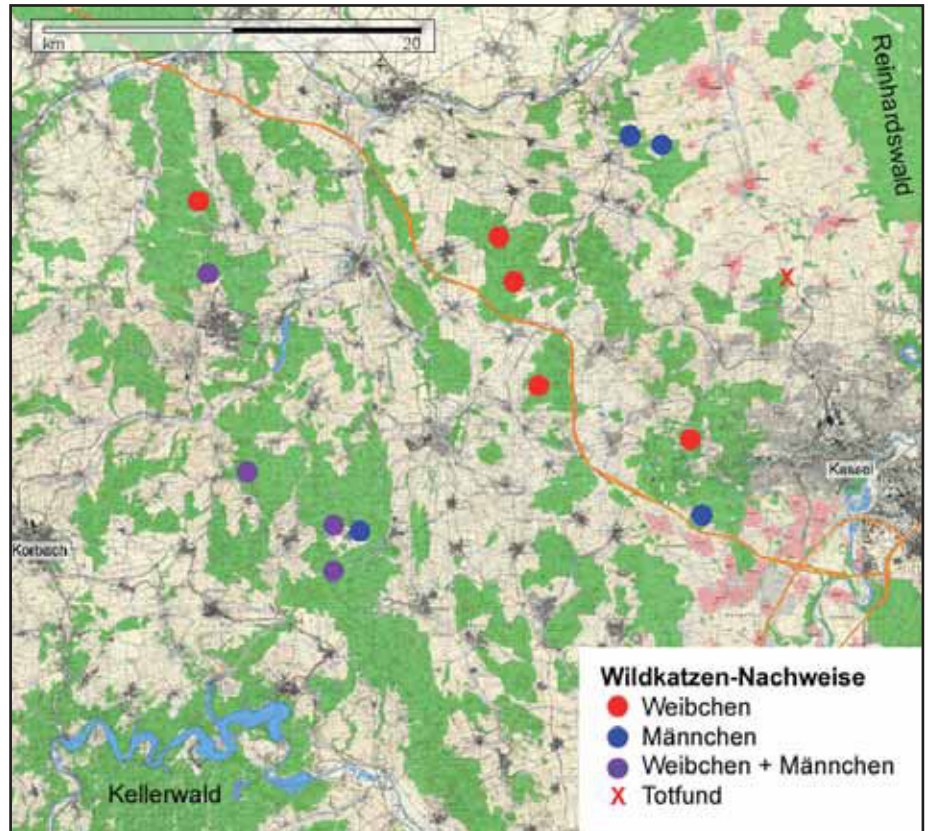 km 20
Reinhardswald
Kassel
Korbach
Kellerwald
Wildkatzen-Nachweise
Weibchen
Männchen
Weibchen + Männchen
X Totfund
X